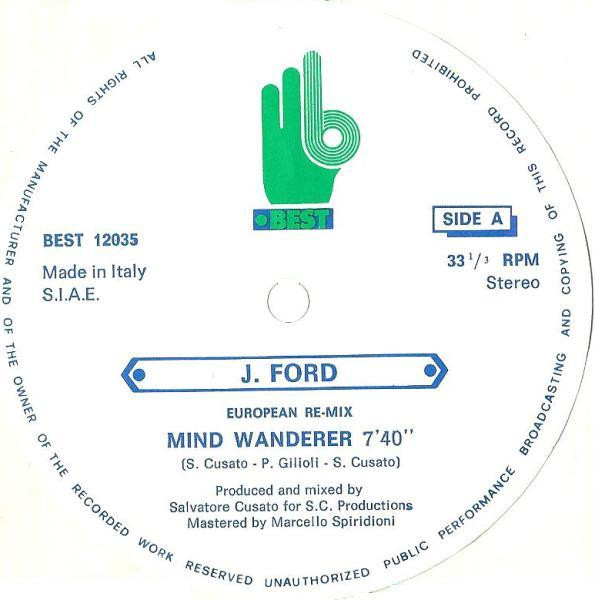 ALL RIGHTS OF THE MANUFACTURER AND OF THE OWNER OF THE RECORDED WORK RESERVED UNAUTHORIZED PUBLIC PERFORMANCE BROADCASTING AND COPYING OF THIS RECORD PROHIBITED
BEST
SIDE A
BEST 12035
33 1/3 RPM
Made in Italy
Stereo
S.I.A.E.
J. FORD
EUROPEAN RE-MIX
MIND WANDERER 7'40"
(S. Cusato - P. Gilioli - S. Cusato)
Produced and mixed by
Salvatore Cusato for S.C. Productions
Mastered by Marcello Spiridioni